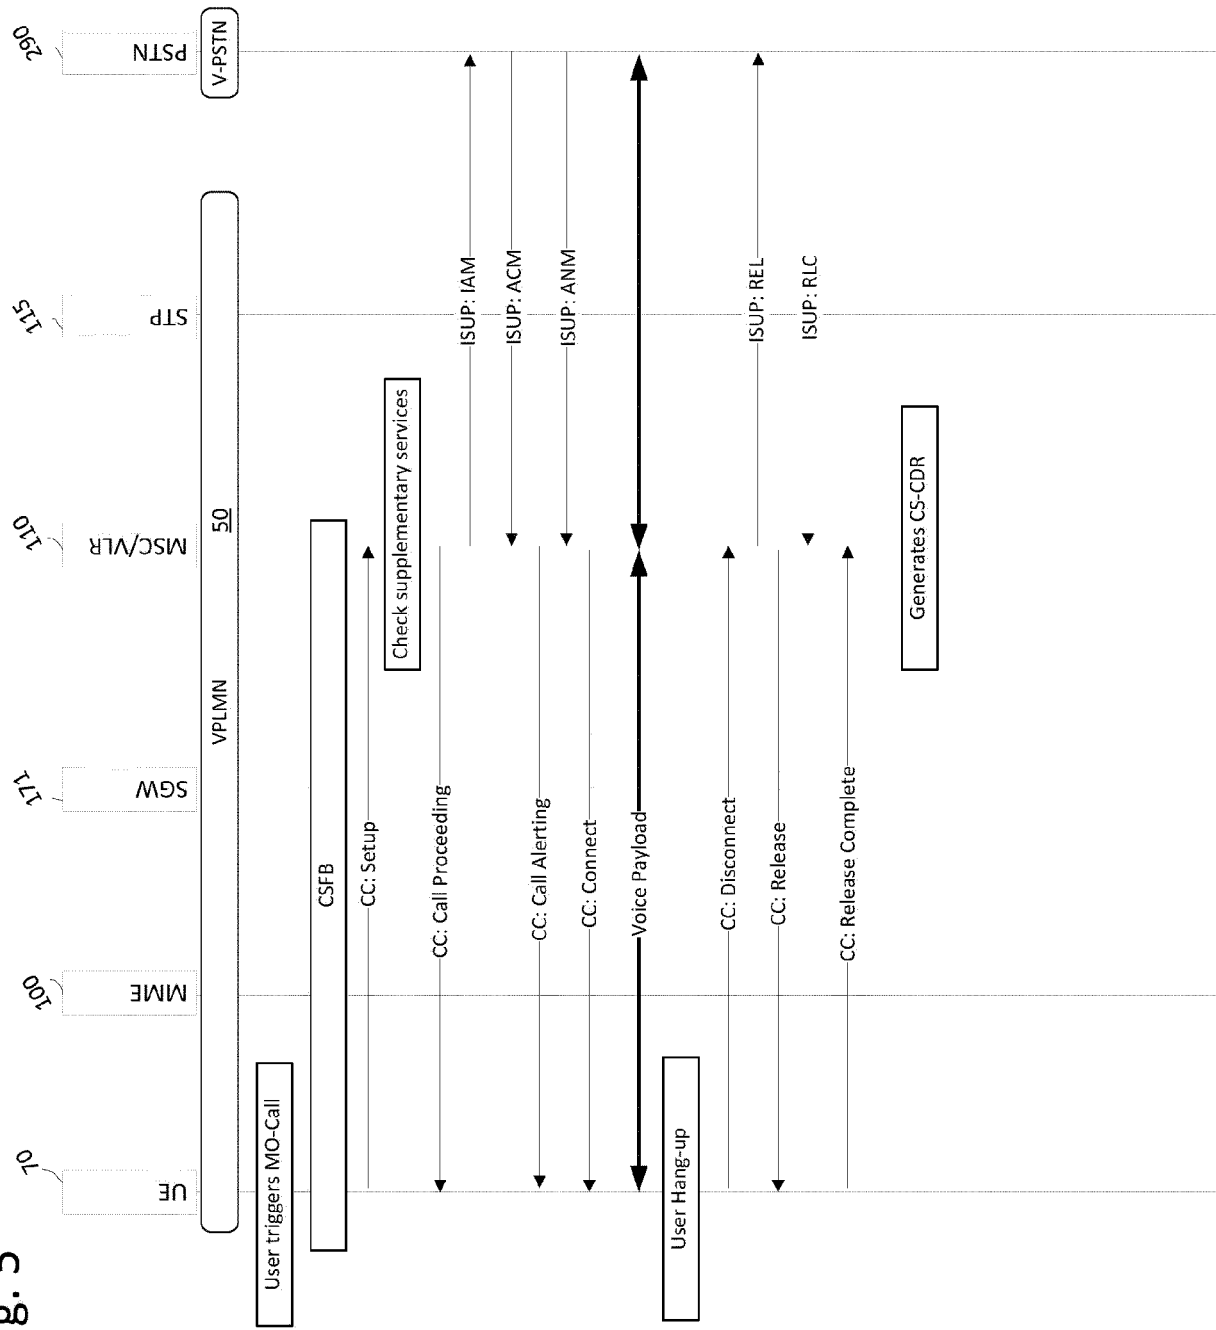 g. 5
70
100
171
110
115
290
UE
MME
SGW
MSC/VLR
STP
PSTN
VPLMN
50
V-PSTN
User triggers MO-Call
CSFB
CC: Setup
Check supplementary services
CC: Call Proceeding
ISUP: IAM
ISUP: ACM
CC: Call Alerting
ISUP: ANM
CC: Connect
Voice Payload
User Hang-up
CC: Disconnect
ISUP: REL
CC: Release
ISUP: RLC
CC: Release Complete
Generates CS-CDR